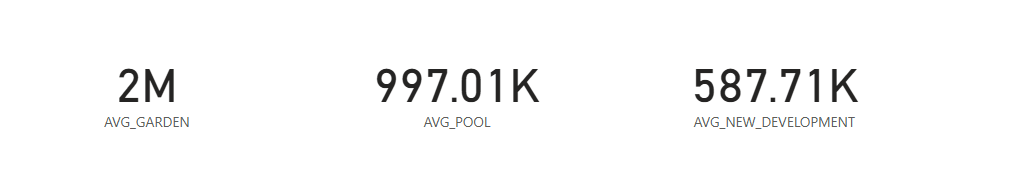 2M 997.01K 587.71K
AVG_GARDEN AVG_POOL AVG_NEW_DEVELOPMENT